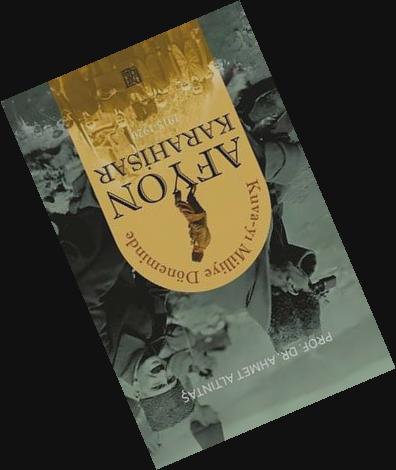 PROF. DR. AHMET ALTINTAŞ
Kuva-yı Milliye Döneminde
AFYON
KARAHİSAR